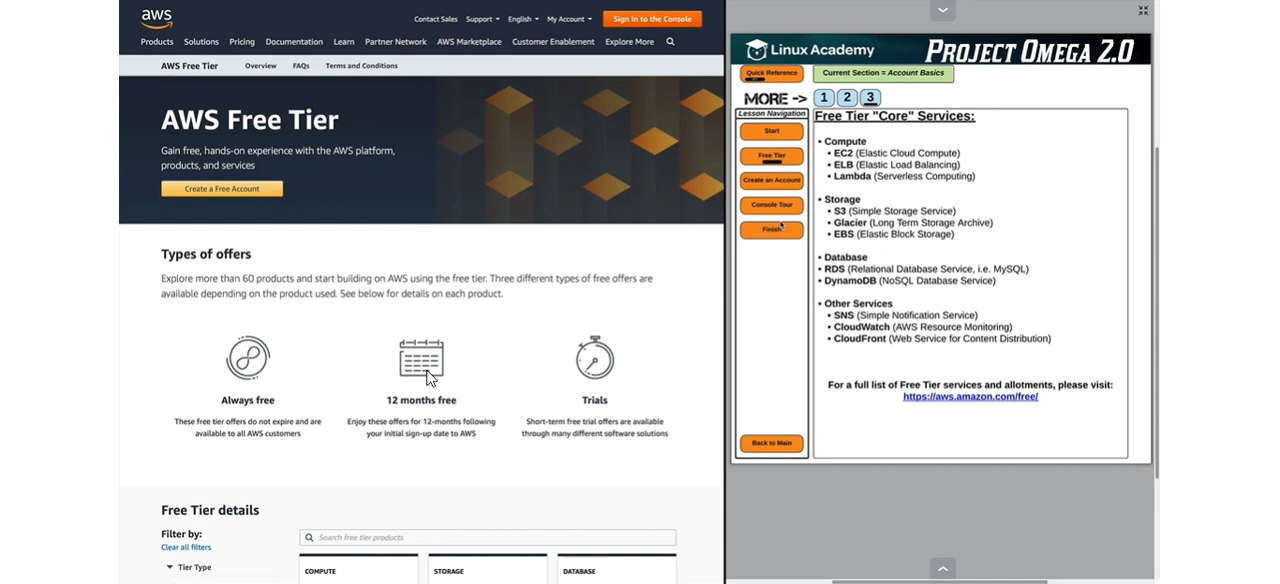 aws
Contact Sales Support English My Account Sign In to the Console
Products Solutions Pricing Documentation Learn Partner Network AWS Marketplace Customer Enablement Explore More
AWS Free Tier Overview FAQs Terms and Conditions
AWS Free Tier
Gain free, hands-on experience with the AWS platform,
products, and services
Create a Free Account
Types of offers
Explore more than 60 products and start building on AWS using the free tier. Three different types of free offers are
available depending on the product used. See below for details on each product.
Always free
These free tier offers do not expire and are
available to all AWS customers
12 months free
Enjoy these offers for 12-months following
your initial sign-up date to AWS
Trials
Short-term free trial offers are available
through many different software solutions
Free Tier details
Filter by:
Clear all filters
Tier Type
Search free tier products
COMPUTE STORAGE DATABASE
Linux Academy PROJECT OMEGA 2.0
Quick Reference Current Section = Account Basics
MORE -> 1 2 3
Lesson Navigation
Start
Free Tier
Create an Account
Console Tour
Finish
Back to Main
Free Tier "Core" Services:
• Compute
• EC2 (Elastic Cloud Compute)
• ELB (Elastic Load Balancing)
• Lambda (Serverless Computing)
• Storage
• S3 (Simple Storage Service)
• Glacier (Long Term Storage Archive)
• EBS (Elastic Block Storage)
• Database
• RDS (Relational Database Service, i.e. MySQL)
• DynamoDB (NoSQL Database Service)
• Other Services
• SNS (Simple Notification Service)
• CloudWatch (AWS Resource Monitoring)
• CloudFront (Web Service for Content Distribution)
For a full list of Free Tier services and allotments, please visit:
https://aws.amazon.com/free/